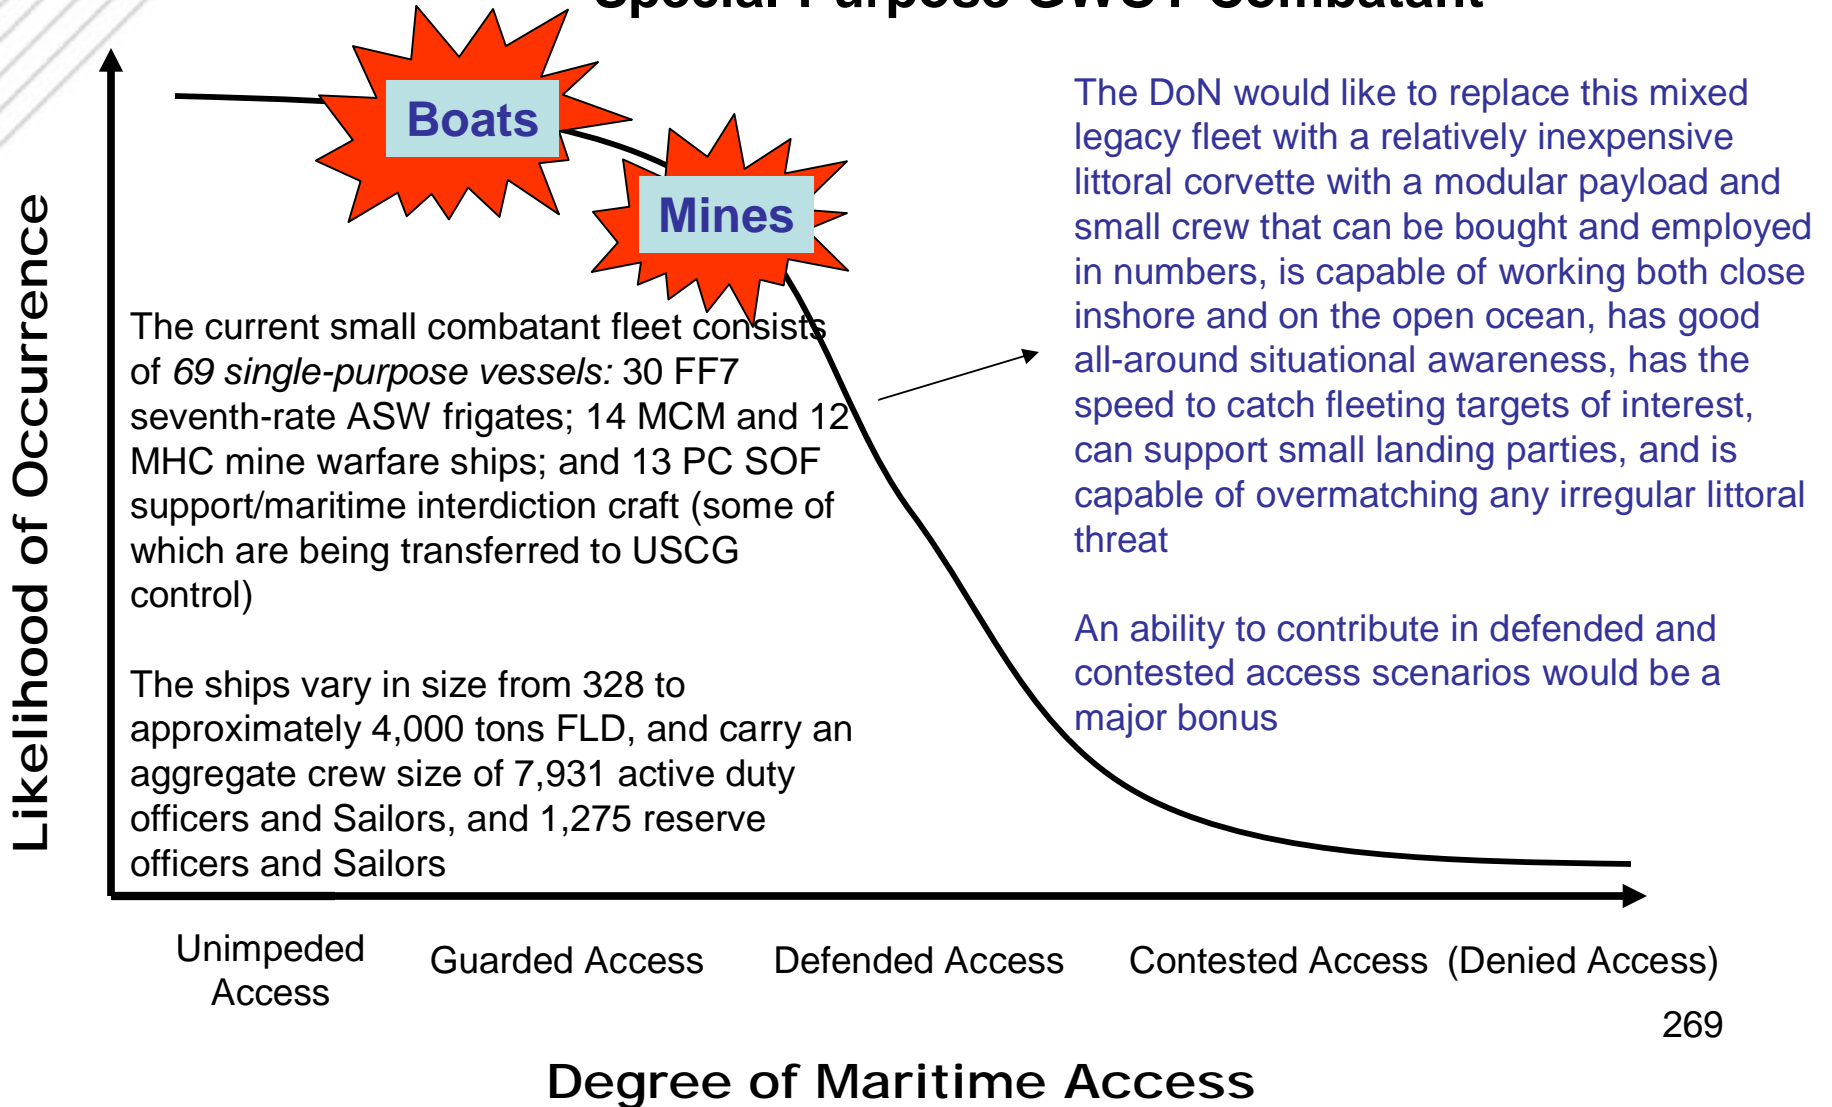 Special Purpose GWOT Combatant
Boats
Mines
The DoN would like to replace this mixed
legacy fleet with a relatively inexpensive
littoral corvette with a modular payload and
small crew that can be bought and employed
in numbers, is capable of working both close
inshore and on the open ocean, has good
all-around situational awareness, has the
speed to catch fleeting targets of interest,
can support small landing parties, and is
capable of overmatching any irregular littoral
threat
An ability to contribute in defended and
contested access scenarios would be a
major bonus
The current small combatant fleet consists
of 69 single-purpose vessels: 30 FF7
seventh-rate ASW frigates; 14 MCM and 12
MHC mine warfare ships; and 13 PC SOF
support/maritime interdiction craft (some of
which are being transferred to USCG
control)
The ships vary in size from 328 to
approximately 4,000 tons FLD, and carry an
aggregate crew size of 7,931 active duty
officers and Sailors, and 1,275 reserve
officers and Sailors
Likelihood of Occurrence
Unimpeded
Access
Guarded Access
Defended Access
Contested Access
(Denied Access)
269
Degree of Maritime Access